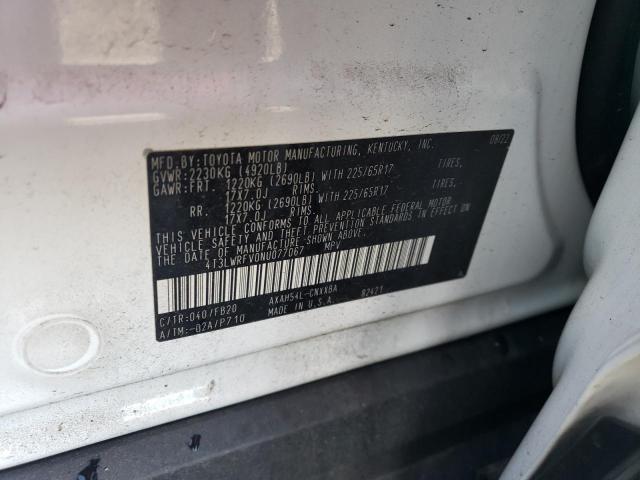 MFD.BY:TOYOTA MOTOR MANUFACTURING, KENTUCKY, INC. 08/22
GVWR:2230KG (4920LB)
GAWR:FRT. 1220KG (2690LB) WITH 225/65R17 TIRES,
17X7.0J RIMS.
RR. 1220KG (2690LB) WITH 225/65R17 TIRES,
17X7.0J RIMS.
THIS VEHICLE CONFORMS TO ALL APPLICABLE FEDERAL MOTOR
VEHICLE SAFETY AND THEFT PREVENTION STANDARDS IN EFFECT ON
THE DATE OF MANUFACTURE SHOWN ABOVE.
4T3LWRFV0NU077067 MPV
C/TR:040/FB20 AXAH54L-CNXXBA
A/TM:-02A/P710 MADE IN U.S.A. 82421